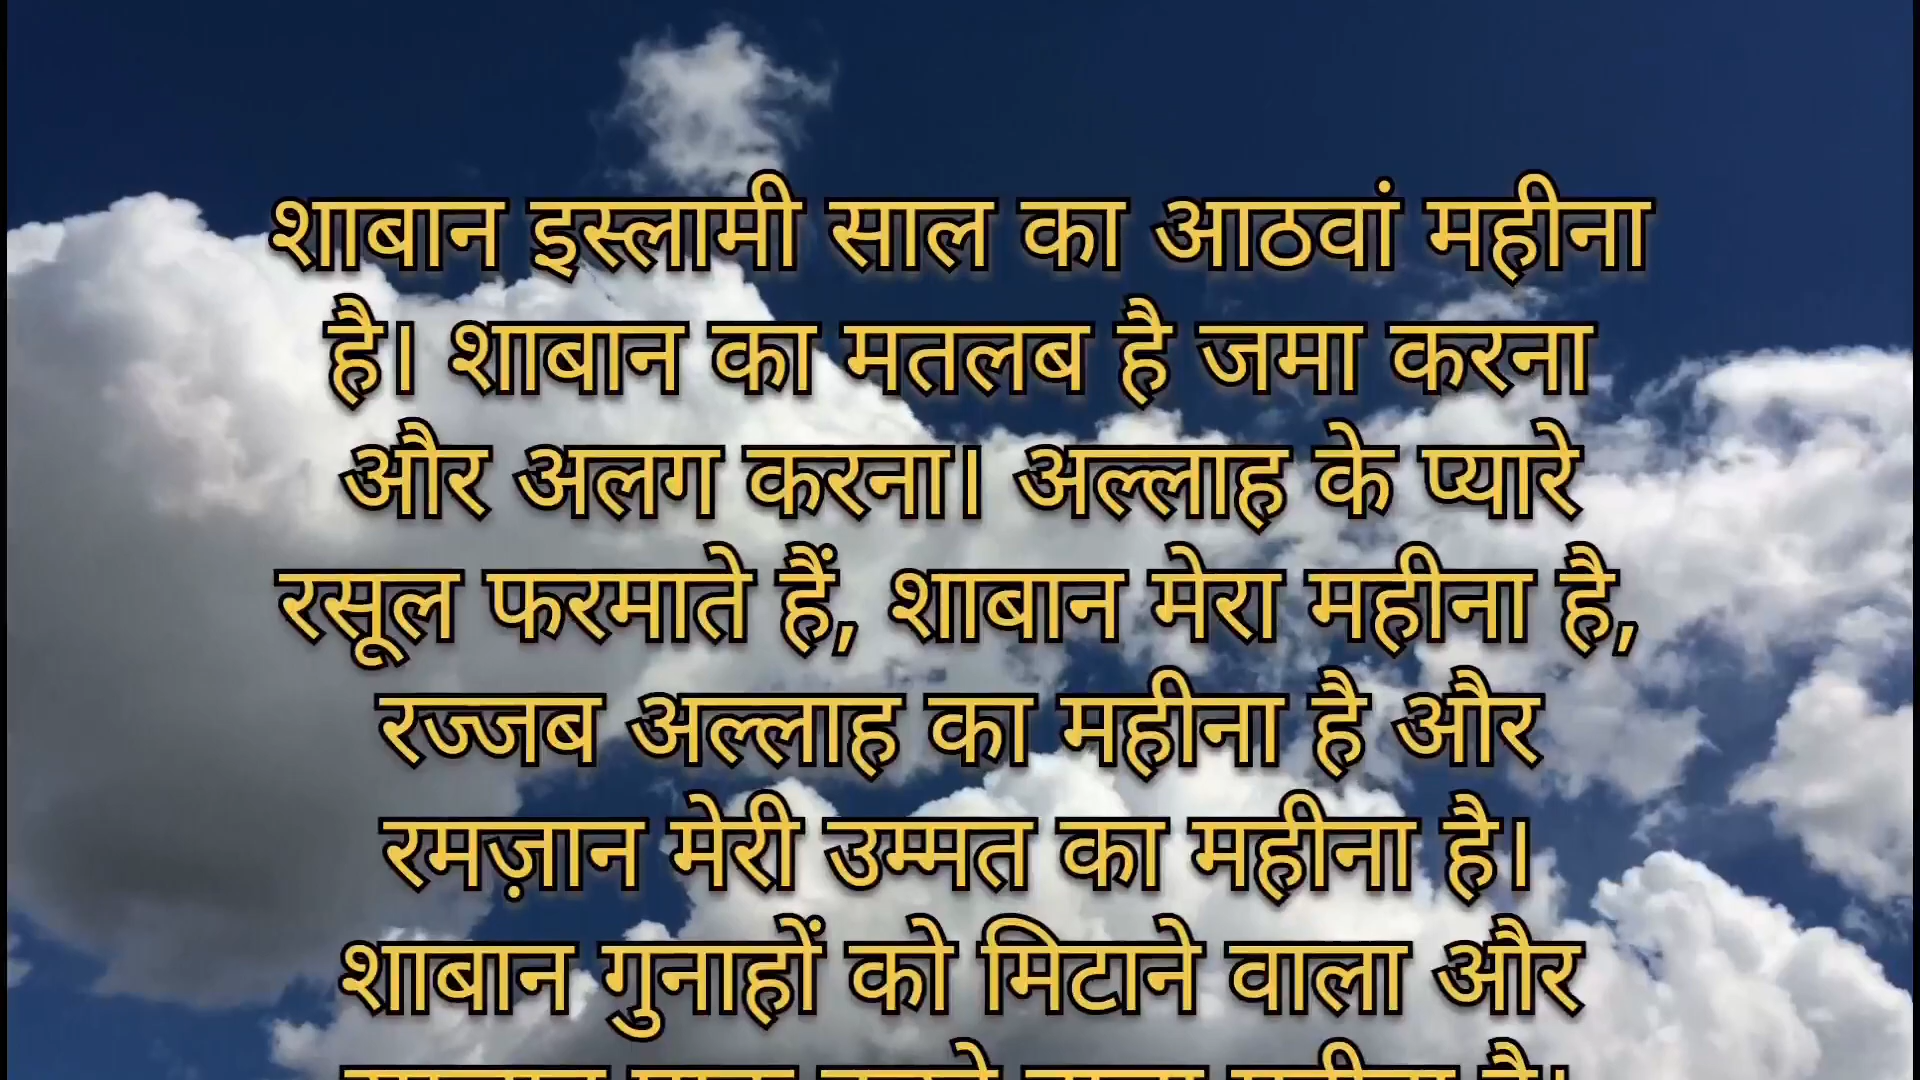 शाबान इस्लामी साल का आठवां महीना
है। शाबान का मतलब है जमा करना
और अलग करना। अल्लाह के प्यारे
रसूल फरमाते हैं, शाबान मेरा महीना है,
रज्जब अल्लाह का महीना है और
रमज़ान मेरी उम्मत का महीना है।
शाबान गुनाहों को मिटाने वाला और